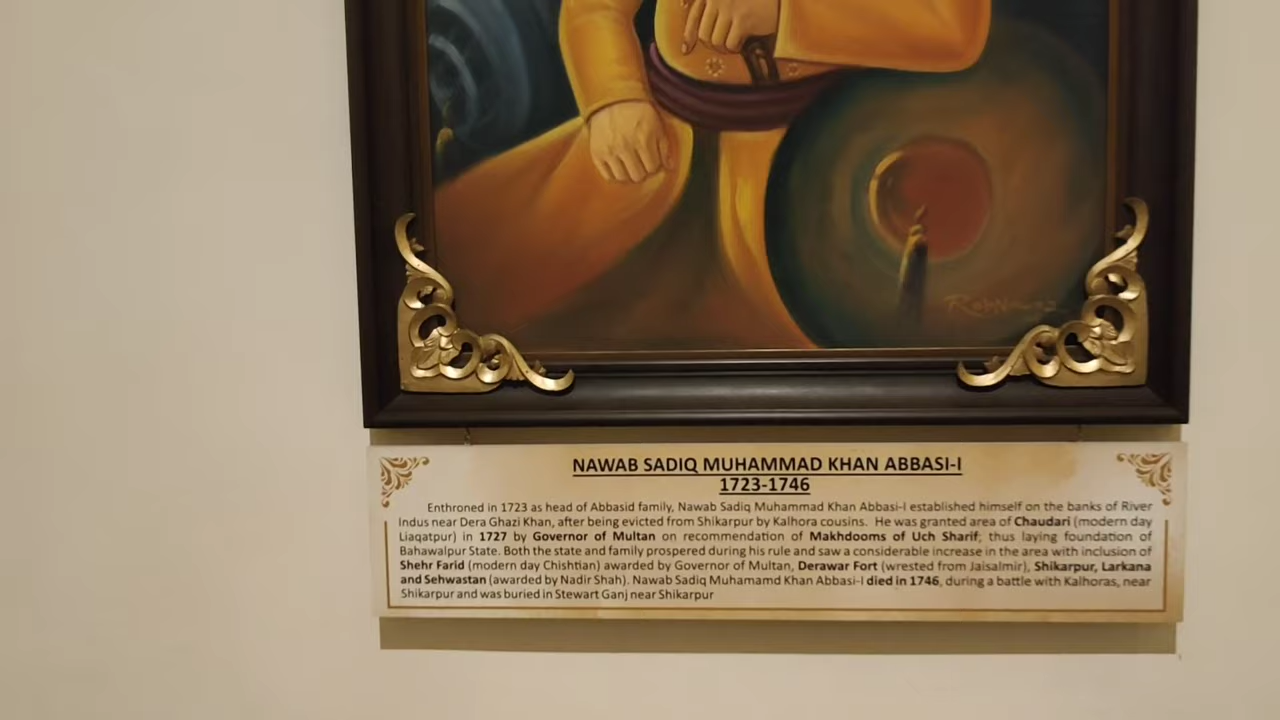 RabNawaz
NAWAB SADIQ MUHAMMAD KHAN ABBASI-I
1723-1746
Enthroned in 1723 as head of Abbasid family, Nawab Sadiq Muhammad Khan Abbasi-I established himself on the banks of River
Indus near Dera Ghazi Khan, after being evicted from Shikarpur by Kalhora cousins. He was granted area of Chaudari (modern day
Liaqatpur) in 1727 by Governor of Multan on recommendation of Makhdooms of Uch Sharif; thus laying foundation of
Bahawalpur State. Both the state and family prospered during his rule and saw a considerable increase in the area with inclusion of
Shehr Farid (modern day Chishtian) awarded by Governor of Multan, Derawar Fort (wrested from Jaisalmir), Shikarpur, Larkana
and Sehwastan (awarded by Nadir Shah). Nawab Sadiq Muhamamd Khan Abbasi-I died in 1746, during a battle with Kalhoras, near
Shikarpur and was buried in Stewart Ganj near Shikarpur